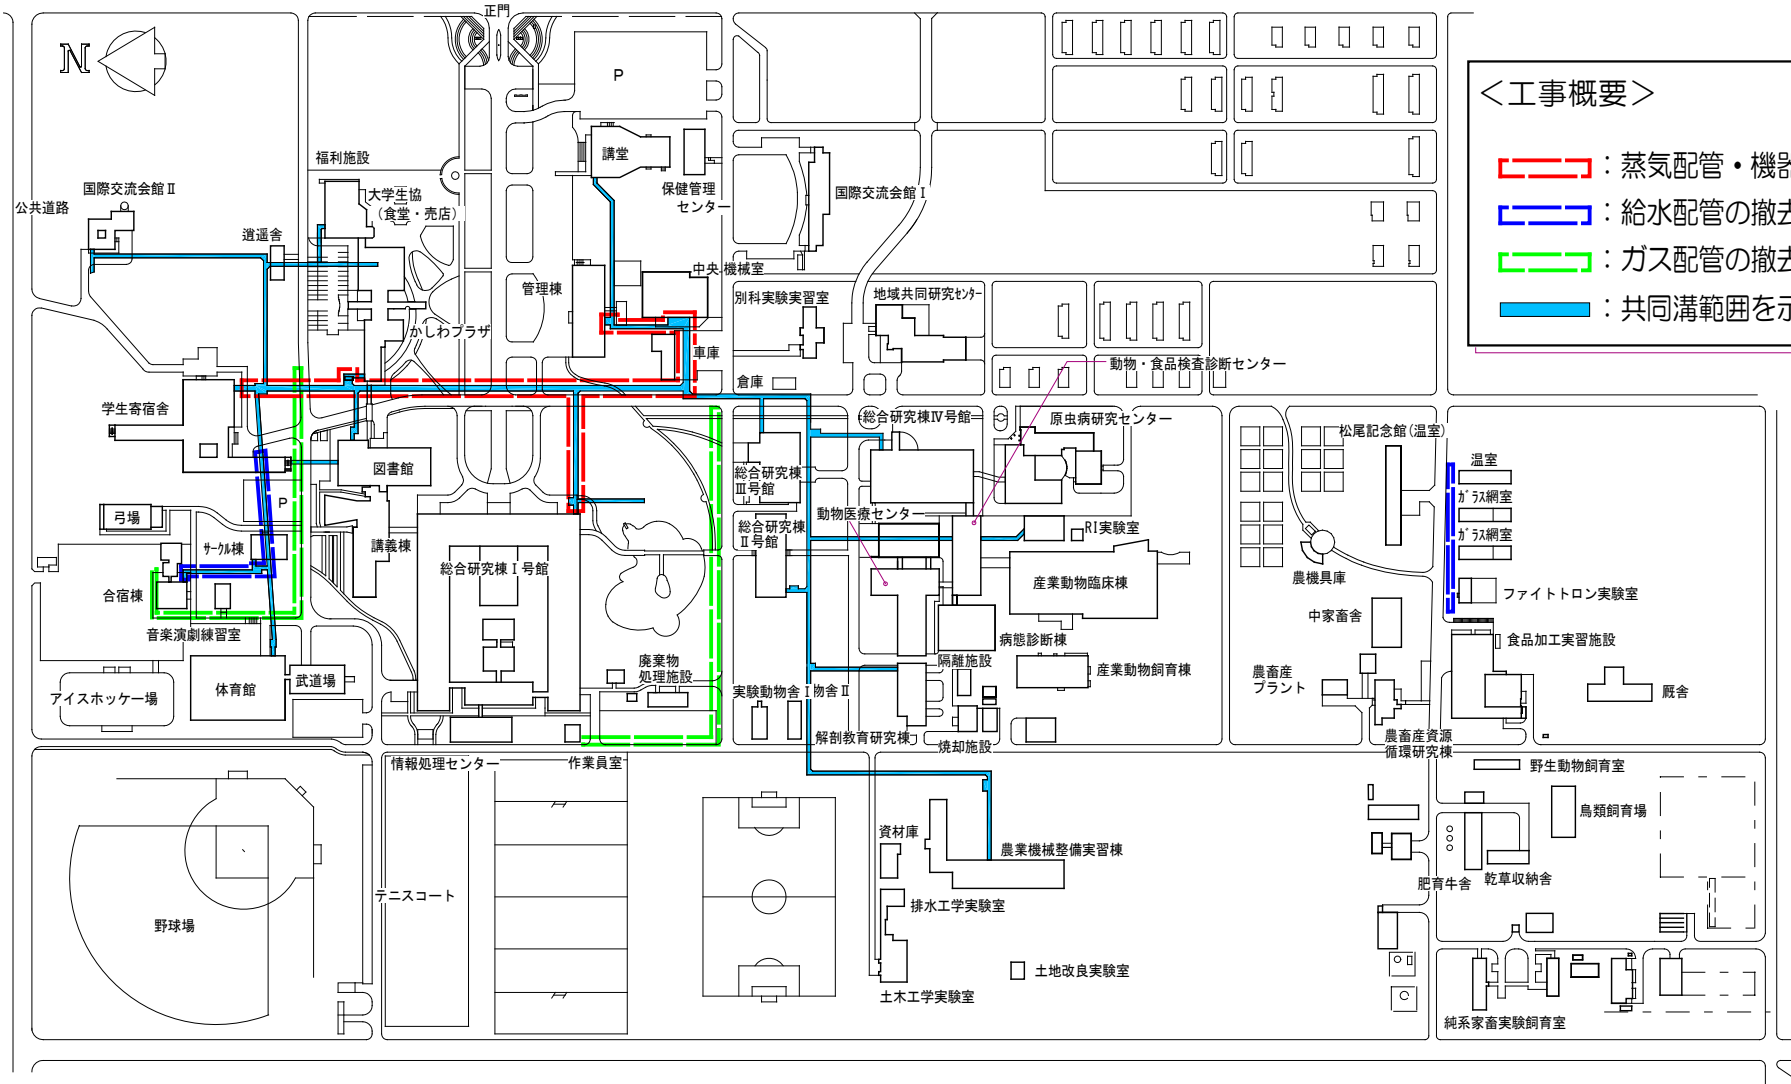 正門
N
P
＜工事概要＞
：蒸気配管・機器
：給水配管の撤去
：ガス配管の撤去
：共同溝範囲を示
講堂
福利施設
保健管理
センター
国際交流会館Ⅱ
大学生協
（食堂・売店）
国際交流会館Ⅰ
公共道路
逍遥舎
中央機械室
管理棟
別科実験実習室
地域共同研究ｾﾝﾀｰ
かしわプラザ
車庫
動物・食品検査診断センター
倉庫
学生寄宿舎
総合研究棟Ⅳ号館
原虫病研究センター
松尾記念館(温室)
図書館
総合研究棟
Ⅲ号館
温室
P
ｶﾞﾗｽ網室
弓場
動物医療センター
総合研究棟
Ⅱ号館
RI実験室
ｶﾞﾗｽ網室
ｻｰｸﾙ棟
講義棟
総合研究棟Ⅰ号館
農機具庫
産業動物臨床棟
合宿棟
ファイトトロン実験室
中家畜舎
音楽演劇練習室
病態診断棟
食品加工実習施設
廃棄物
処理施設
隔離施設
産業動物飼育棟
農畜産
プラント
体育館
武道場
アイスホッケー場
実験動物舎Ⅰ
物舎Ⅱ
厩舎
解剖教育研究棟
焼却施設
農畜産資源
循環研究棟
情報処理センター
作業員室
野生動物飼育室
鳥類飼育場
資材庫
農業機械整備実習棟
テニスコート
肥育牛舎
乾草収納舎
排水工学実験室
野球場
土地改良実験室
土木工学実験室
純系家畜実験飼育室